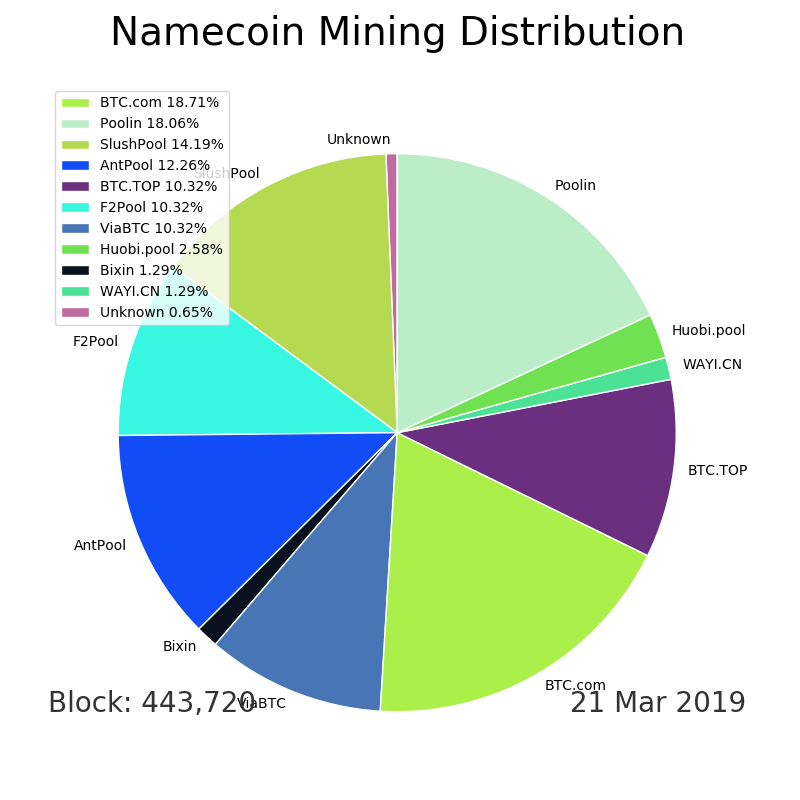 Namecoin Mining Distribution
BTC.com 18.71%
Poolin 18.06%
SlushPool 14.19%
AntPool 12.26%
BTC.TOP 10.32%
F2Pool 10.32%
ViaBTC 10.32%
Huobi.pool 2.58%
Bixin 1.29%
WAYI.CN 1.29%
Unknown 0.65%
Unknown
SlushPool
Poolin
Huobi.pool
F2Pool
WAYI.CN
BTC.TOP
AntPool
Bixin
BTC.com
ViaBTC
Block: 443,720
21 Mar 2019